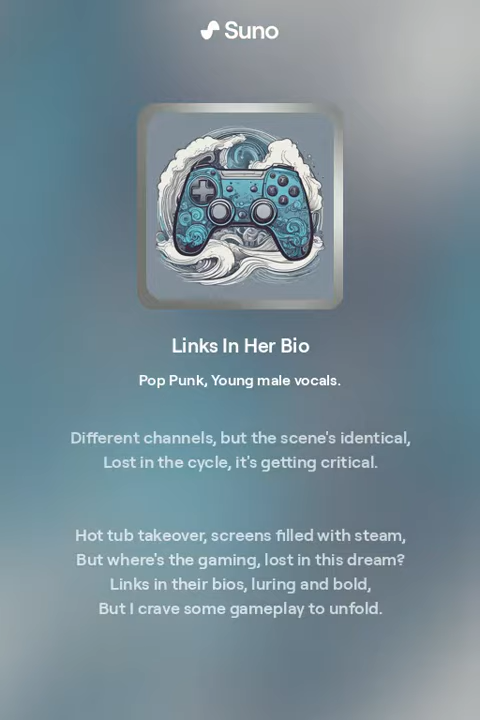 Suno
Links In Her Bio
Pop Punk, Young male vocals.
Different channels, but the scene's identical,
Lost in the cycle, it's getting critical.
Hot tub takeover, screens filled with steam,
But where's the gaming, lost in this dream?
Links in their bios, luring and bold,
But I crave some gameplay to unfold.